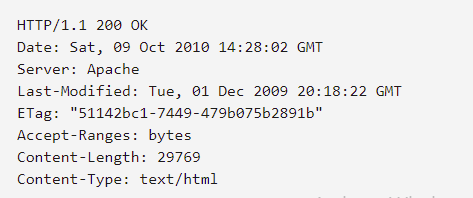 HTTP/1.1 200 OK
Date: Sat, 09 Oct 2010 14:28:02 GMT
Server: Apache
Last-Modified: Tue, 01 Dec 2009 20:18:22 GMT
ETag: "51142bc1-7449-479b075b2891b"
Accept-Ranges: bytes
Content-Length: 29769
Content-Type: text/html